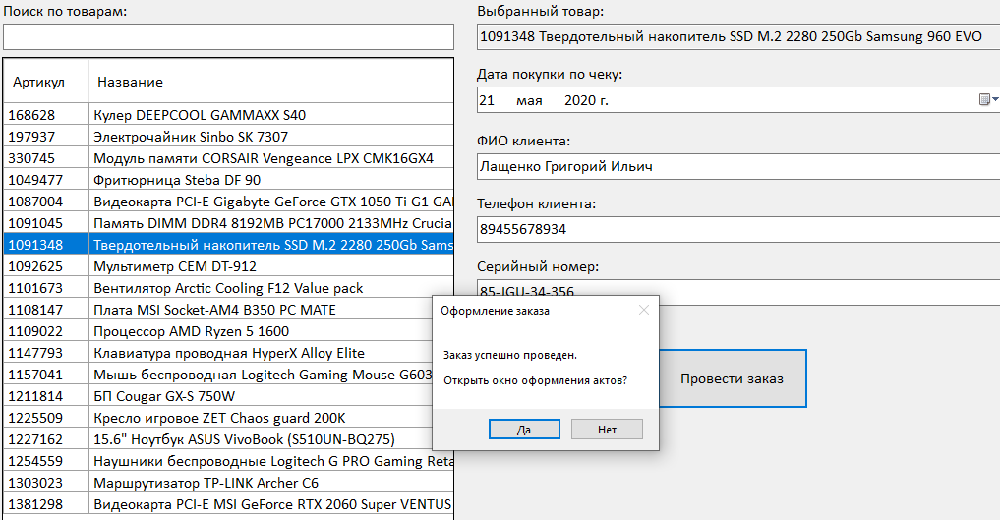 Поиск по товарам:
Артикул Название
168628 Кулер DEEPCOOL GAMMAXX S40
197937 Электрочайник Sinbo SK 7307
330745 Модуль памяти CORSAIR Vengeance LPX CMK16GX4
1049477 Фритюрница Steba DF 90
1087004 Видеокарта PCI-E Gigabyte GeForce GTX 1050 Ti G1 GAM
1091045 Память DIMM DDR4 8192MB PC17000 2133MHz Crucia
1091348 Твердотельный накопитель SSD M.2 2280 250Gb Sams
1092625 Мультиметр CEM DT-912
1101673 Вентилятор Arctic Cooling F12 Value pack
1108147 Плата MSI Socket-AM4 B350 PC MATE
1109022 Процессор AMD Ryzen 5 1600
1147793 Клавиатура проводная HyperX Alloy Elite
1157041 Мышь беспроводная Logitech Gaming Mouse G603
1211814 БП Cougar GX-S 750W
1225509 Кресло игровое ZET Chaos guard 200K
1227162 15.6" Ноутбук ASUS VivoBook (S510UN-BQ275)
1254559 Наушники беспроводные Logitech G PRO Gaming Reta
1303023 Маршрутизатор TP-LINK Archer C6
1381298 Видеокарта PCI-E MSI GeForce RTX 2060 Super VENTUS
Выбранный товар:
1091348 Твердотельный накопитель SSD M.2 2280 250Gb Samsung 960 EVO
Дата покупки по чеку:
21 мая 2020 г.
ФИО клиента:
Лащенко Григорий Ильич
Телефон клиента:
89455678934
Серийный номер:
85-JGU-34-356
Оформление заказа
Заказ успешно проведен.
Открыть окно оформления актов?
Да Нет
Провести заказ